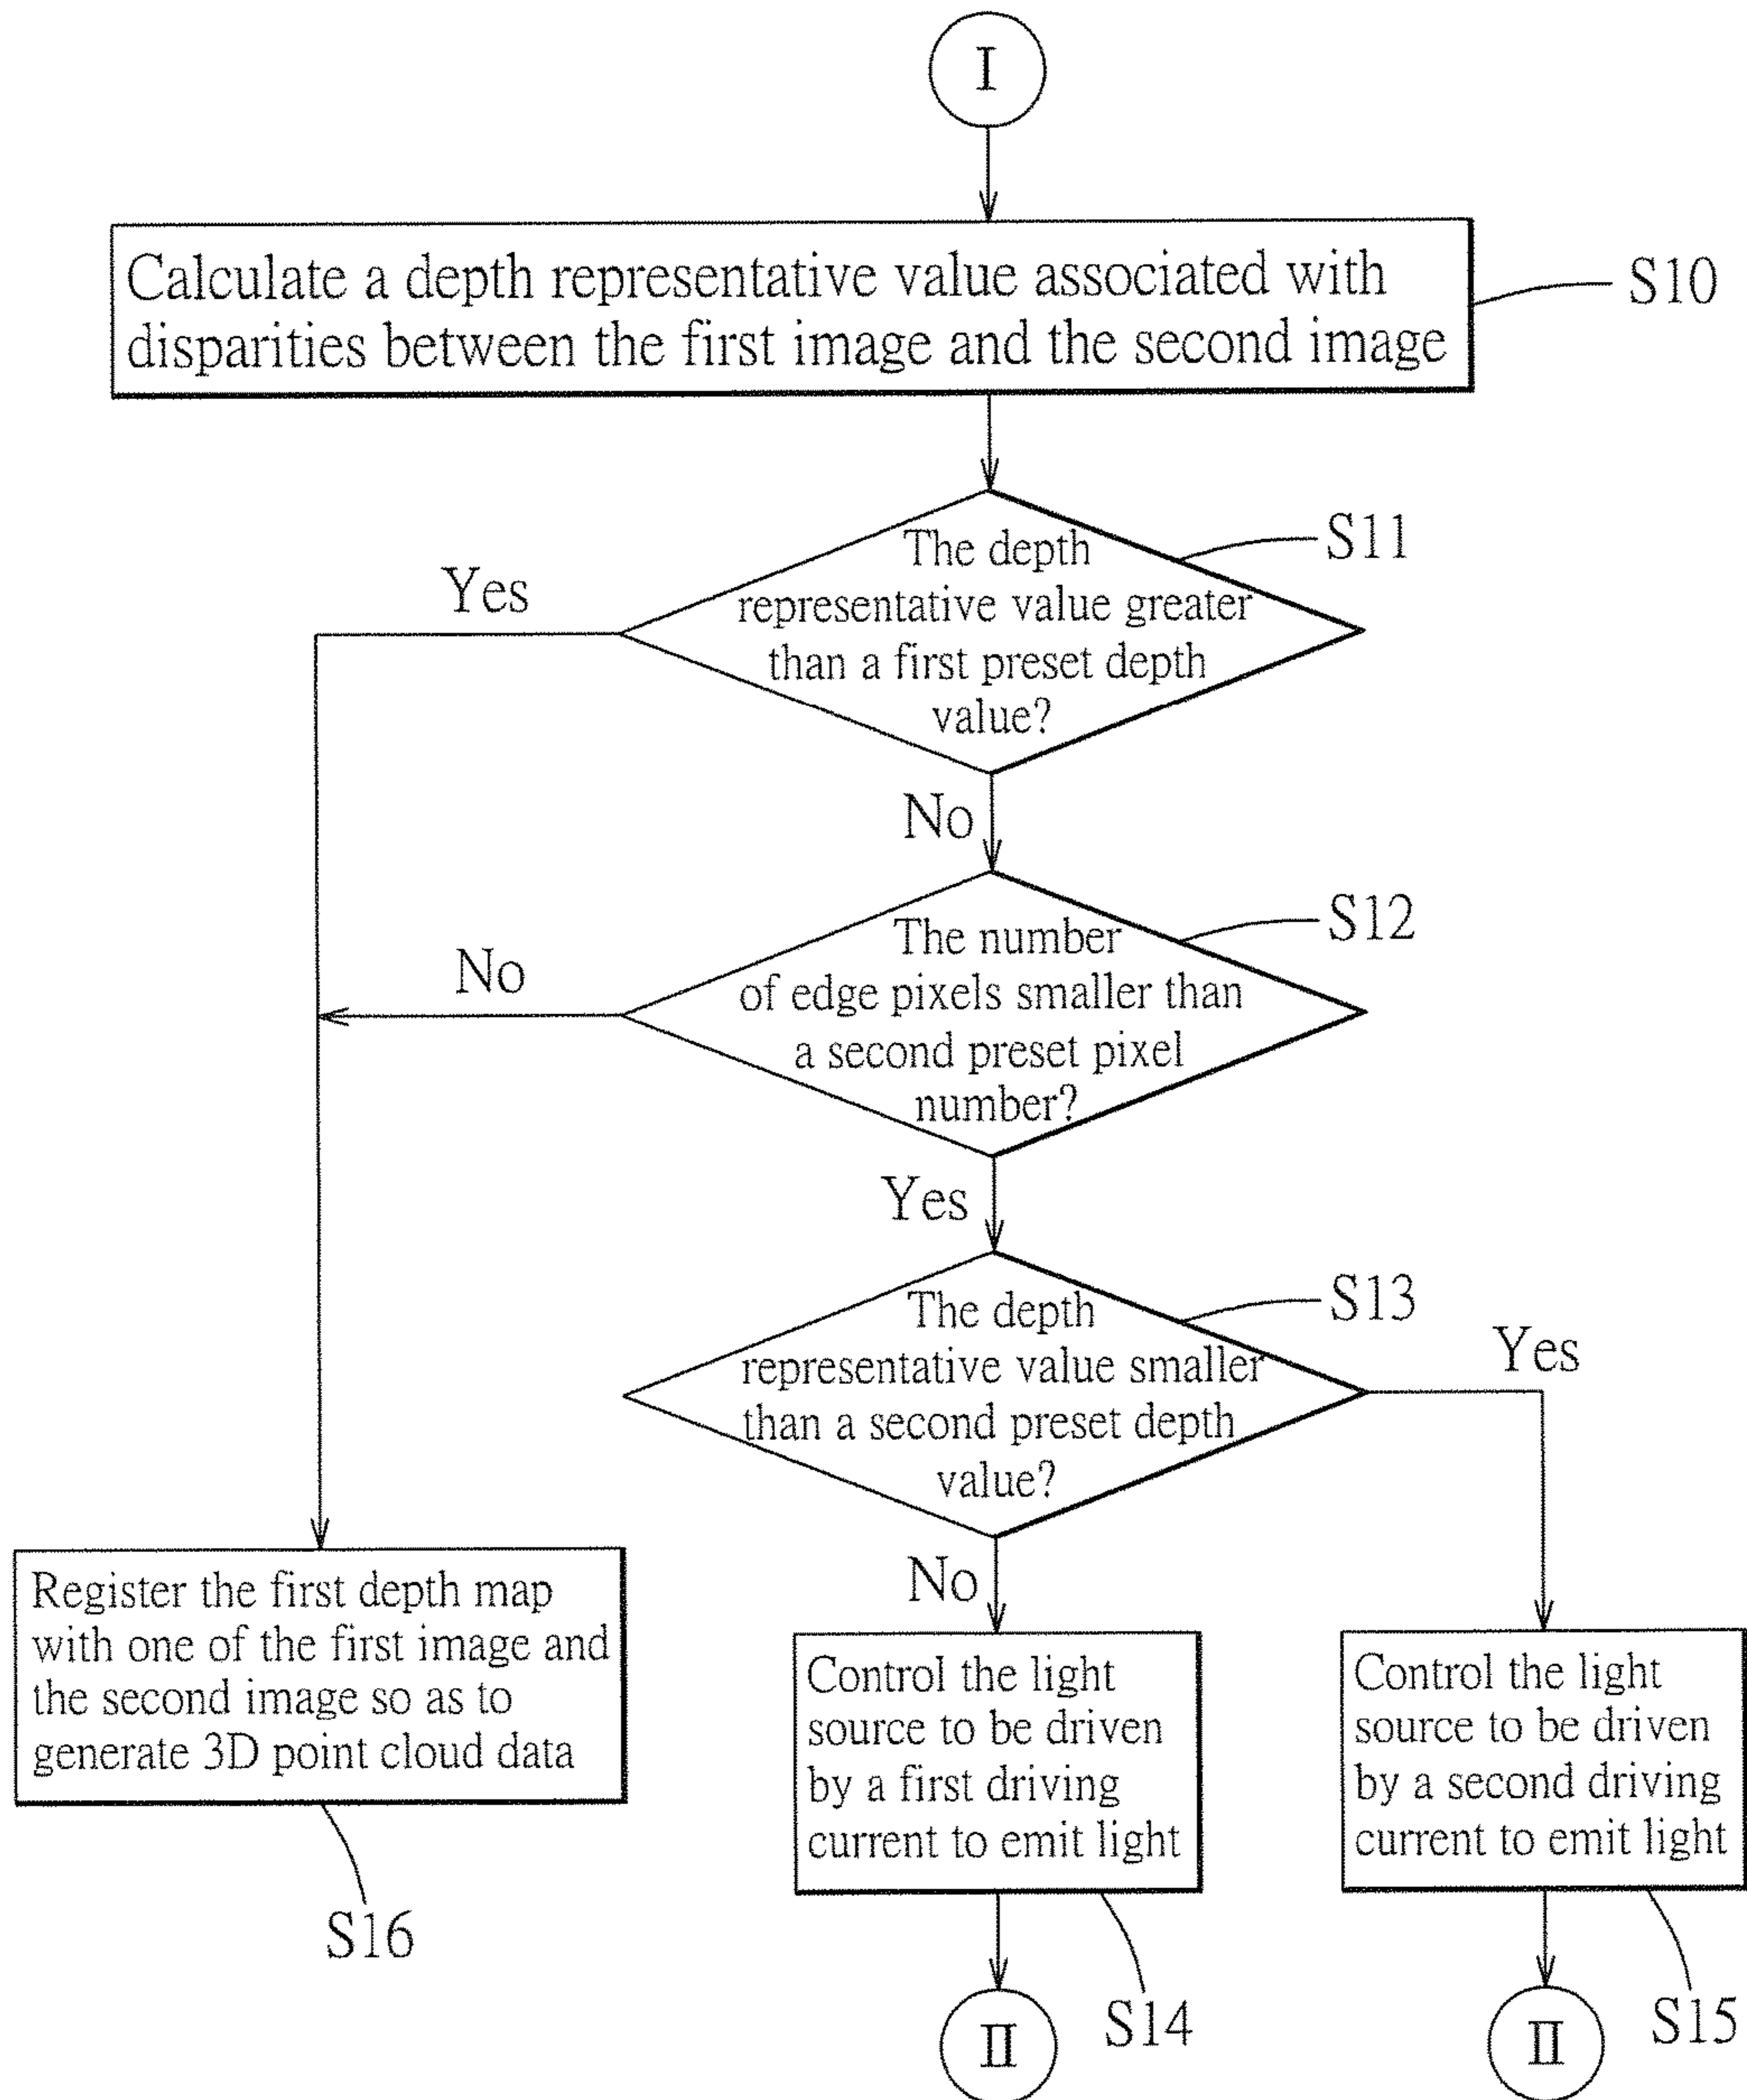 I
Calculate a depth representative value associated with
disparities between the first image and the second image
S10
The depth
representative value greater
than a first preset depth
value?
S11
Yes
No
The number
of edge pixels smaller than
a second preset pixel
number?
S12
No
Yes
The depth
representative value smaller
than a second preset depth
value?
S13
Yes
No
Register the first depth map
with one of the first image and
the second image so as to
generate 3D point cloud data
S16
Control the light
source to be driven
by a first driving
current to emit light
S14
II
Control the light
source to be driven
by a second driving
current to emit light
S15
II